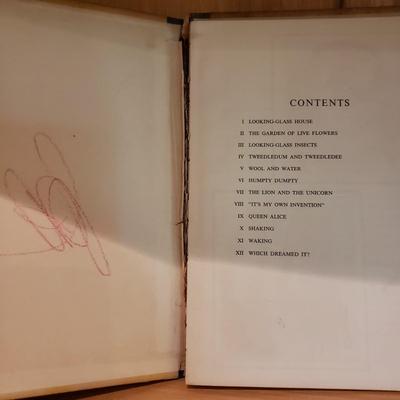 CONTENTS
I LOOKING-GLASS HOUSE
II THE GARDEN OF LIVE FLOWERS
III LOOKING-GLASS INSECTS
IV TWEEDLEDUM AND TWEEDLEDEE
V WOOL AND WATER
VI HUMPTY DUMPTY
VII THE LION AND THE UNICORN
VIII "IT'S MY OWN INVENTION"
IX QUEEN ALICE
X SHAKING
XI WAKING
XII WHICH DREAMED IT?